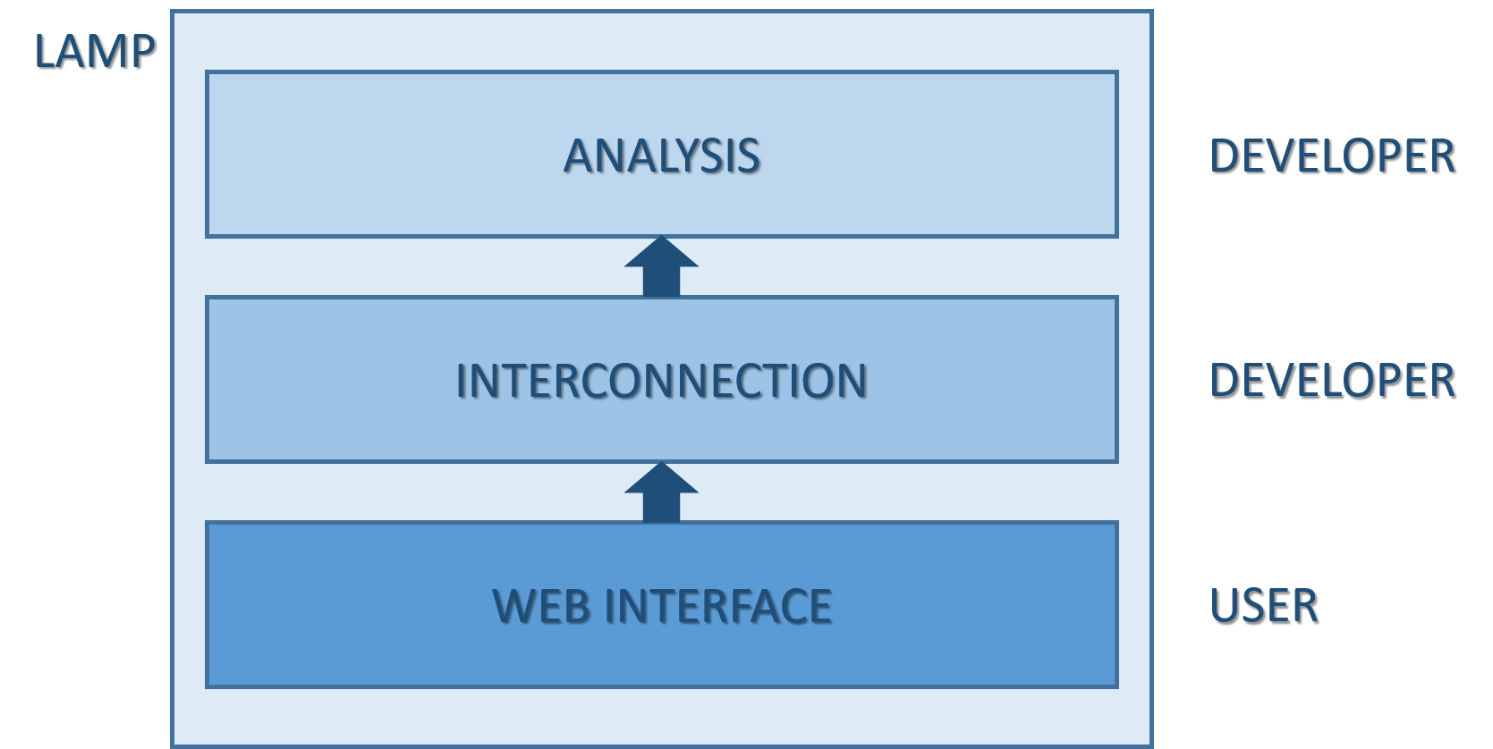 LAMP
ANALYSIS
DEVELOPER
INTERCONNECTION
DEVELOPER
WEB INTERFACE
USER